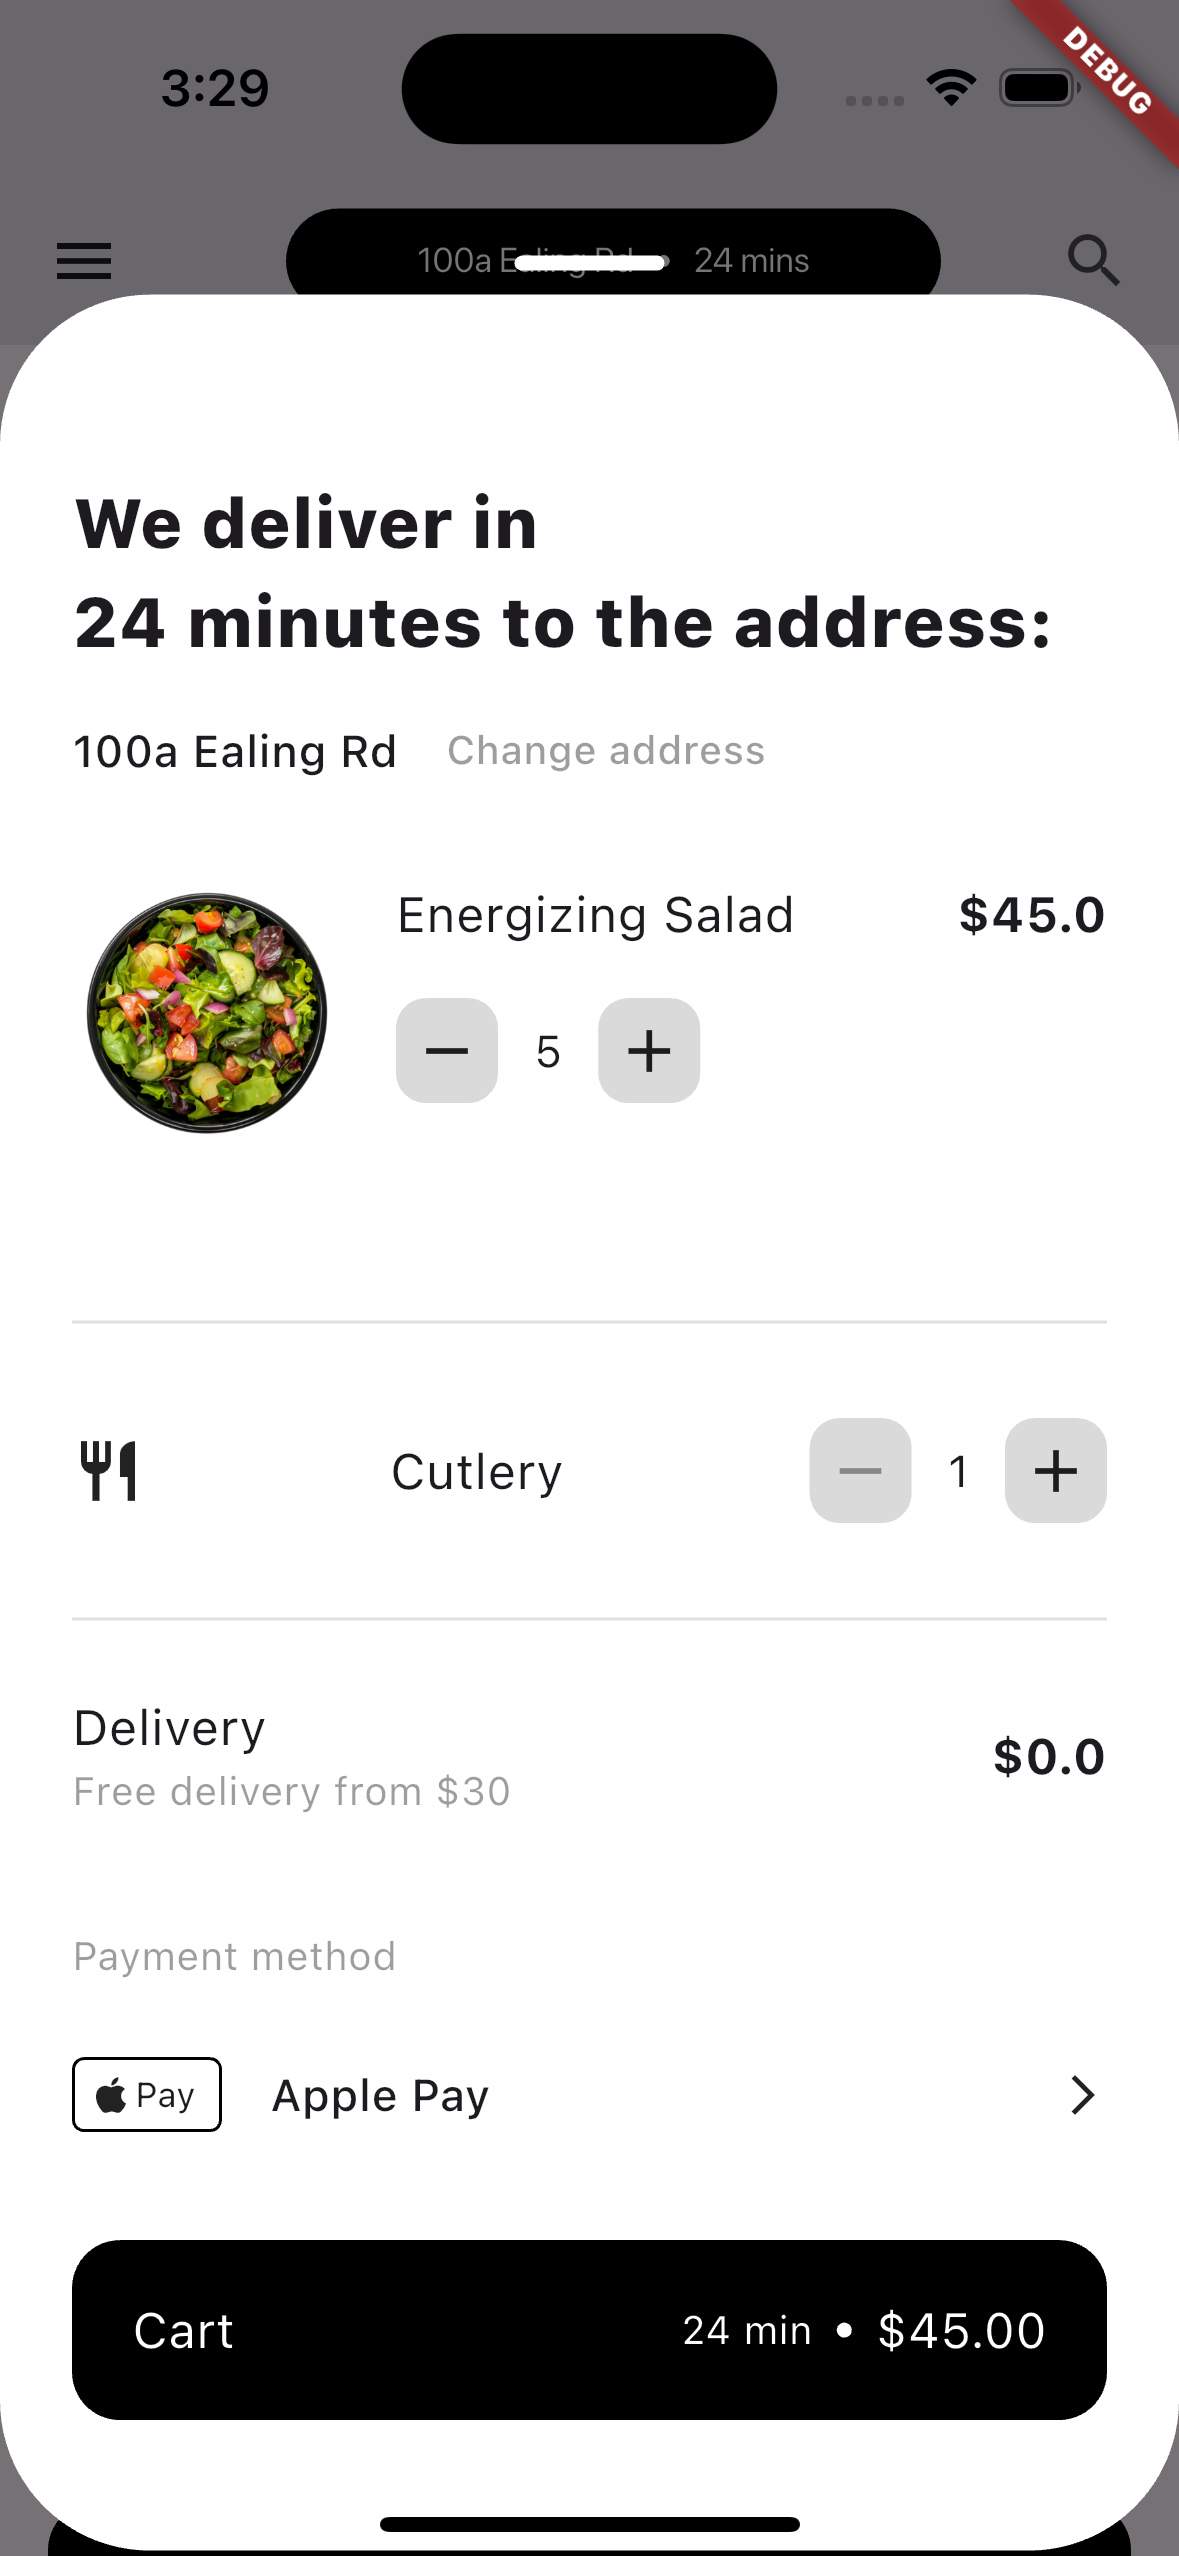 3:29
DEBUG
100a Ealing Rd • 24 mins
We deliver in
24 minutes to the address:
100a Ealing Rd Change address
Energizing Salad $45.0
5
Cutlery 1
Delivery
Free delivery from $30
$0.0
Payment method
Pay Apple Pay
Cart 24 min • $45.00